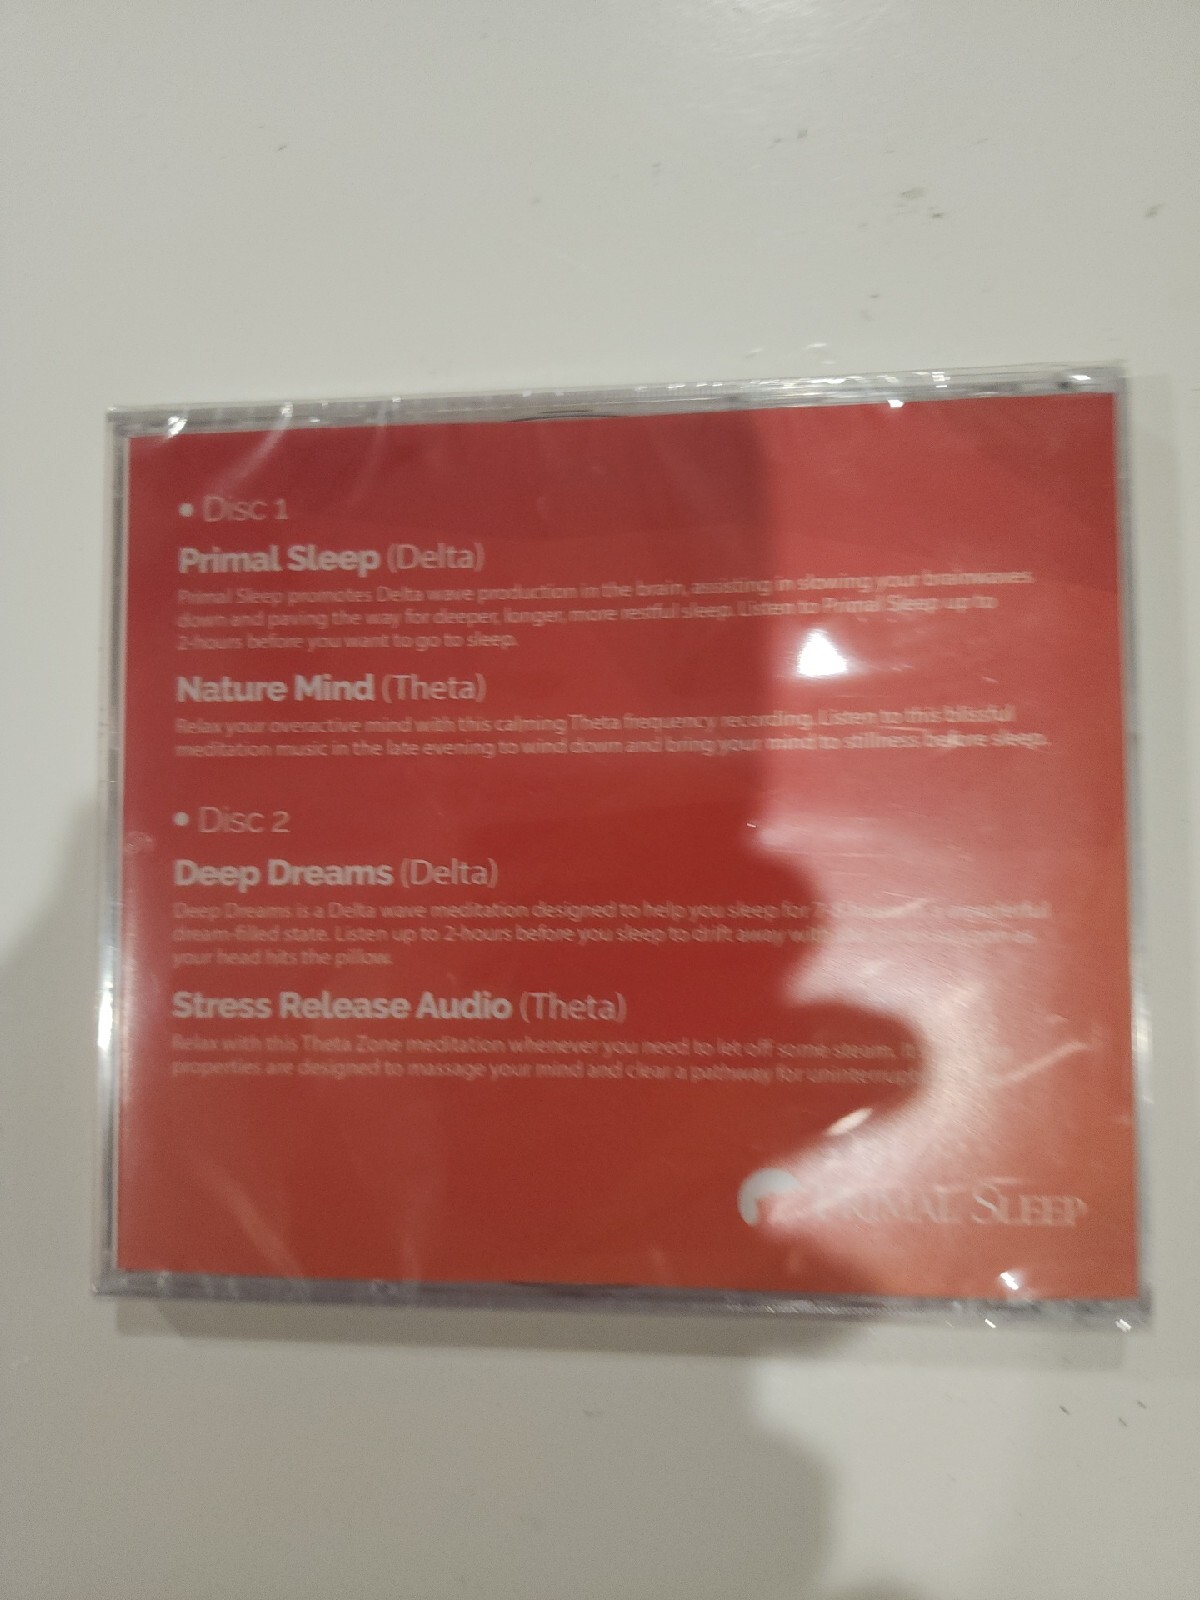 • Disc 1
Primal Sleep (Delta)
Primal Sleep promotes Delta wave production in the brain, assisting in slowing your brainwaves
down and paving the way for deeper, longer, more restful sleep. Listen to Primal Sleep up to
2-hours before you want to go to sleep.
Nature Mind (Theta)
Relax your overactive mind with this calming Theta frequency recording. Listen to this blissful
meditation music in the late evening to wind down and bring your mind to stillness before sleep.
• Disc 2
Deep Dreams (Delta)
Deep Dreams is a Delta wave meditation designed to help you sleep for a wonderful
dream-filled state. Listen up to 2-hours before you sleep to drift away
your head hits the pillow.
Stress Release Audio (Theta)
Relax with this Theta Zone meditation whenever you need to let off some steam.
properties are designed to massage your mind and clear a pathway for
PRIMAL SLEEP